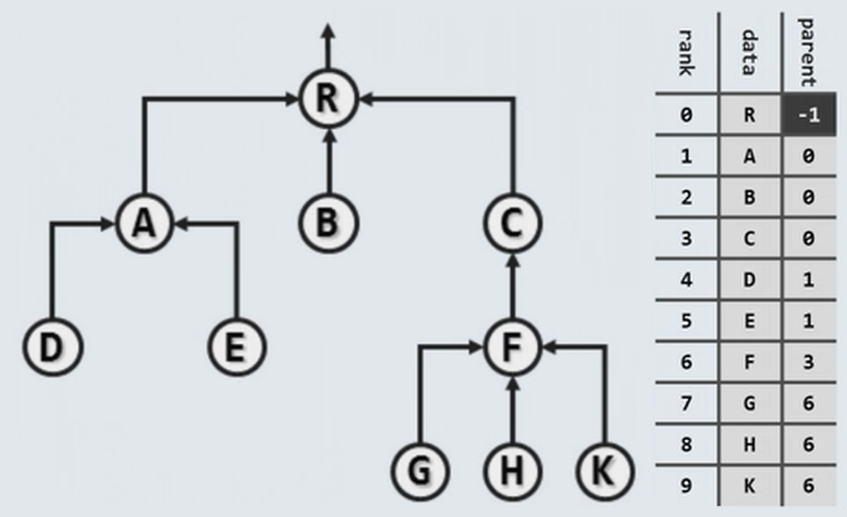 R
A B C
D E F
G H K
rank data parent
0 R -1
1 A 0
2 B 0
3 C 0
4 D 1
5 E 1
6 F 3
7 G 6
8 H 6
9 K 6